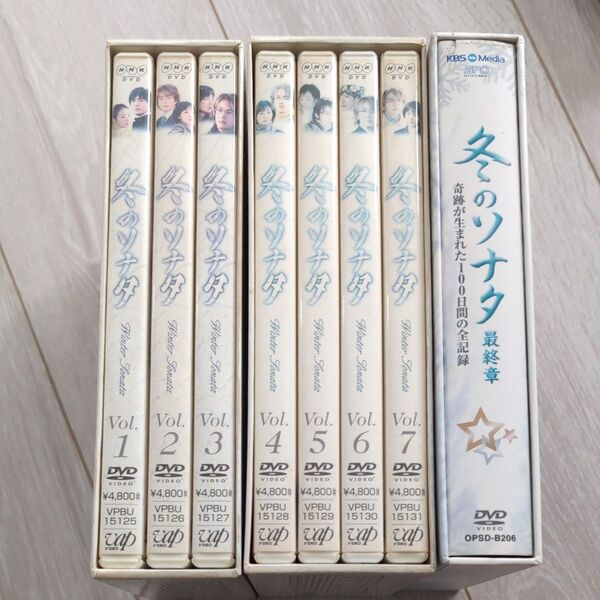 NHK
DVD
冬のソナタ
Winter Sonata
Vol.
1
DVD
VIDEO
¥4,800
VPBU
15125
vap
VIDEO
NHK
DVD
冬のソナタ
Winter Sonata
Vol.
2
DVD
VIDEO
¥4,800
VPBU
15126
vap
VIDEO
NHK
DVD
冬のソナタ
Winter Sonata
Vol.
3
DVD
VIDEO
¥4,800
VPBU
15127
vap
VIDEO
NHK
DVD
冬のソナタ
Winter Sonata
Vol.
4
DVD
VIDEO
¥4,800
VPBU
15128
vap
VIDEO
NHK
DVD
冬のソナタ
Winter Sonata
Vol.
5
DVD
VIDEO
¥4,800
VPBU
15129
vap
VIDEO
NHK
DVD
冬のソナタ
Winter Sonata
Vol.
6
DVD
VIDEO
¥4,800
VPBU
15130
vap
VIDEO
NHK
DVD
冬のソナタ
Winter Sonata
Vol.
7
DVD
VIDEO
¥4,800
VPBU
15131
vap
VIDEO
KBS Media
SPO
冬のソナタ 最終章
奇跡が生まれた100日間の全記録
DVD
VIDEO
OPSD-B206